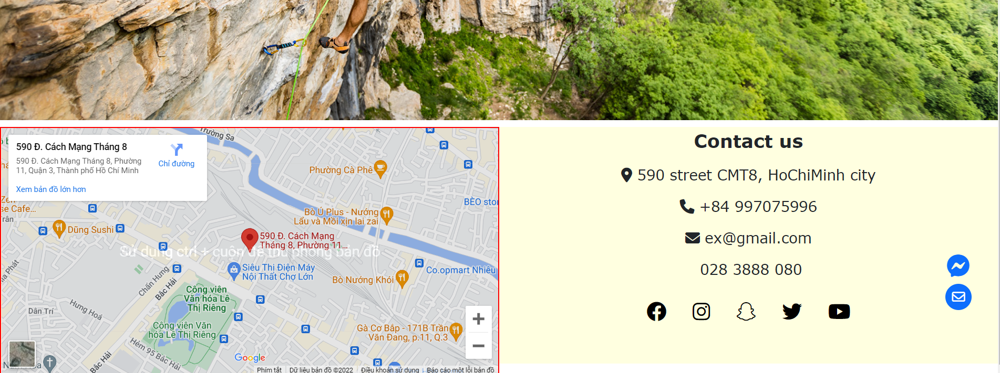 Trường Sa
590 Đ. Cách Mạng Tháng 8
590 Đ. Cách Mạng Tháng 8, Phường
11, Quận 3, Thành phố Hồ Chí Minh
Chỉ đường
Xem bản đồ lớn hơn
Phường Cà Phê
BÈO stor
se Cafe...
Trân
Dũng Sushi
Bò Ú Plus - Nướng
Lẩu và Mồi xịn lai zai
590 Đ. Cách Mạng
Tháng 8, Phường 11...
Sử dụng ctrl + cuộn để thu phóng bản đồ
Siêu Thị Điện Máy
Nội Thất Chợ Lớn
Co.opmart Nhiêu
Bò Nướng Khói
Chấn Hưng
Bắc Hải
Công viên
Văn hóa Lê
Thị Riêng
Hưng Hoá
Dân Trí
Công viên Văn
hóa Lê Thị Riêng
Gà Cơ Bắp - 171B Trần
Văn Đang, p.11, Q.3
Hẻm 95 Bắc Hải
Bắc Hải
Google
Phím tắt
Dữ liệu bản đồ ©2022
Điều khoản sử dụng
Báo cáo một lỗi bản đồ
Contact us
590 street CMT8, HoChiMinh city
+84 997075996
ex@gmail.com
028 3888 080